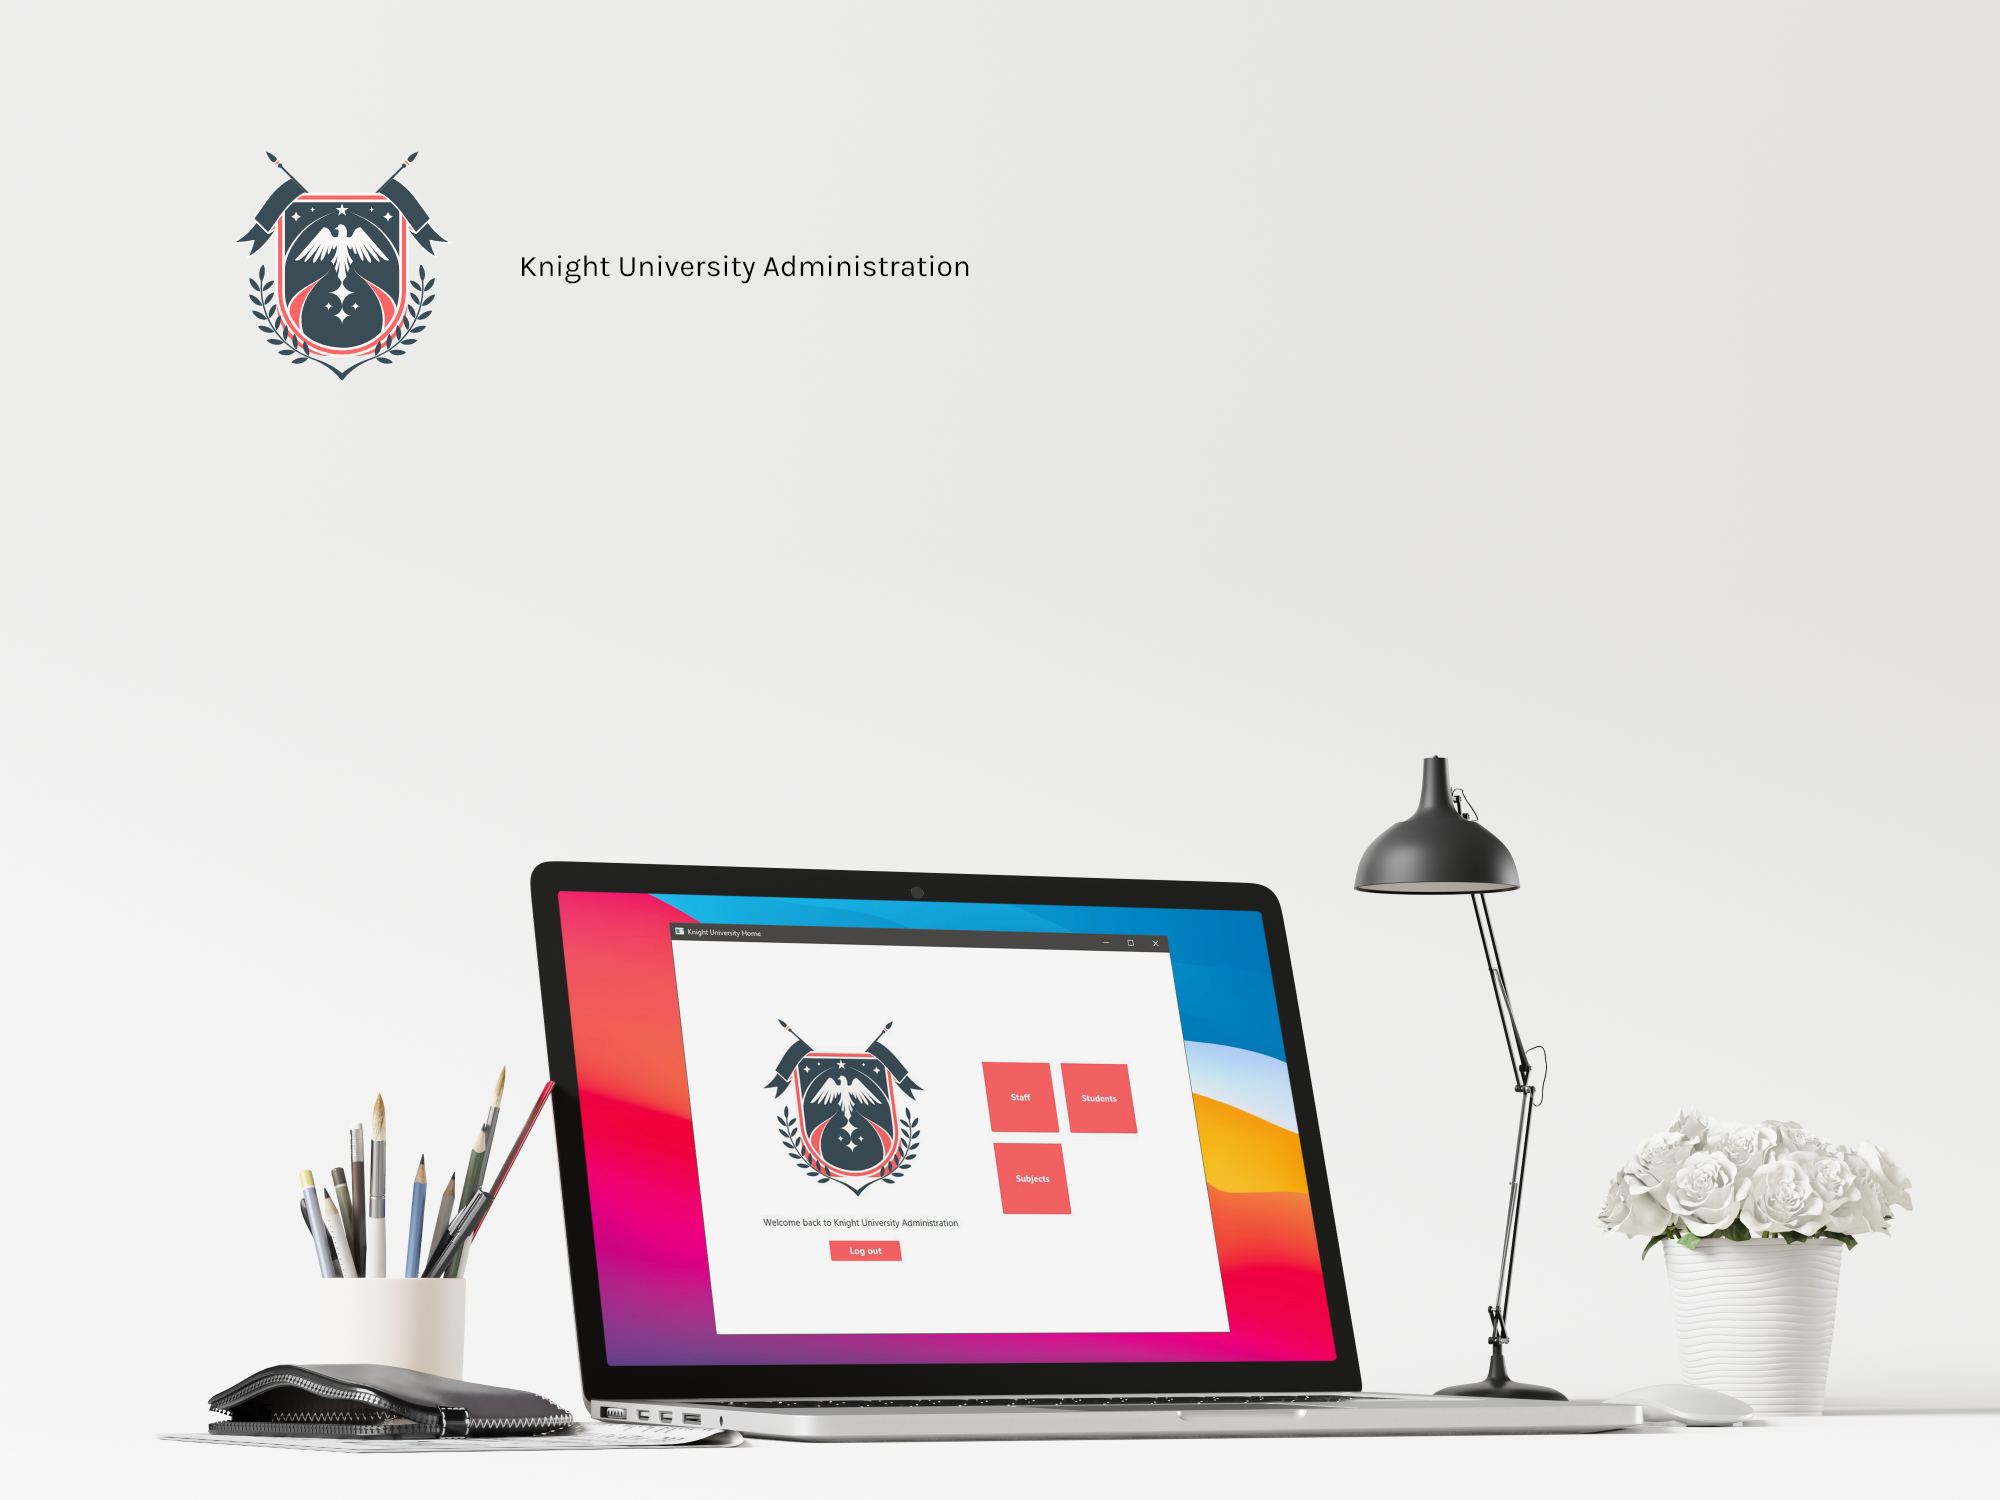 Knight University Administration
Knight University Home
Staff
Students
Subjects
Welcome back to Knight University Administration
Log out